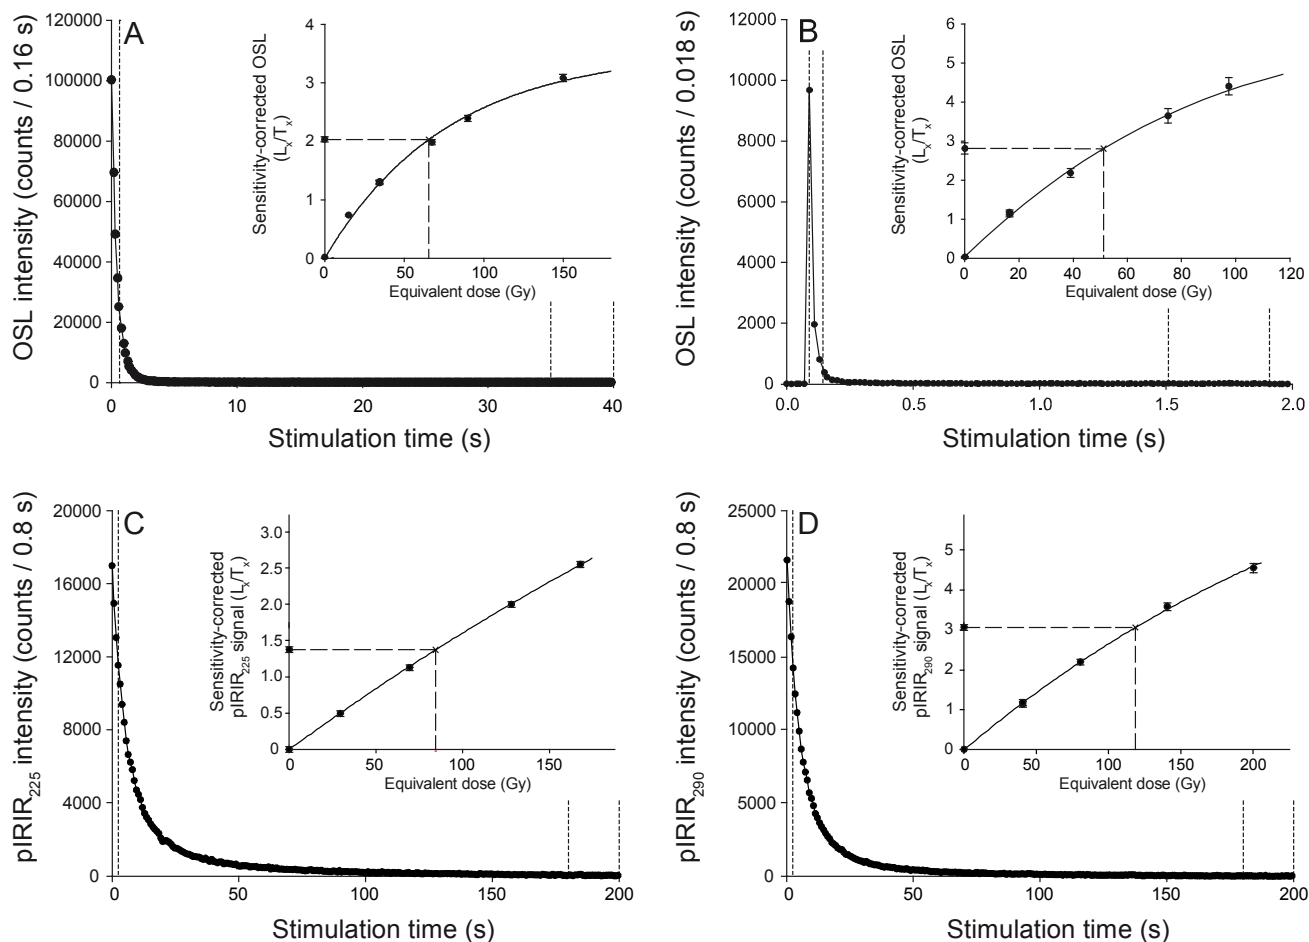 A
OSL intensity (counts / 0.16 s)
120000
100000
80000
60000
40000
20000
0
0 10 20 30 40
Stimulation time (s)
Sensitivity-corrected OSL
(Lx/Tx)
4
3
2
1
0
0 50 100 150
Equivalent dose (Gy)
B
OSL intensity (counts / 0.018 s)
12000
10000
8000
6000
4000
2000
0
0.0 0.5 1.0 1.5 2.0
Stimulation time (s)
Sensitivity-corrected OSL
(Lx/Tx)
6
5
4
3
2
1
0
0 20 40 60 80 100 120
Equivalent dose (Gy)
C
pIRIR225 intensity (counts / 0.8 s)
20000
16000
12000
8000
4000
0
0 50 100 150 200
Stimulation time (s)
Sensitivity-corrected
pIRIR225 signal (Lx/Tx)
3.0
2.5
2.0
1.5
1.0
0.5
0
0 50 100 150
Equivalent dose (Gy)
D
pIRIR290 intensity (counts / 0.8 s)
25000
20000
15000
10000
5000
0
0 50 100 150 200
Stimulation time (s)
Sensitivity-corrected
pIRIR290 signal (Lx/Tx)
5
4
3
2
1
0
0 50 100 150 200
Equivalent dose (Gy)